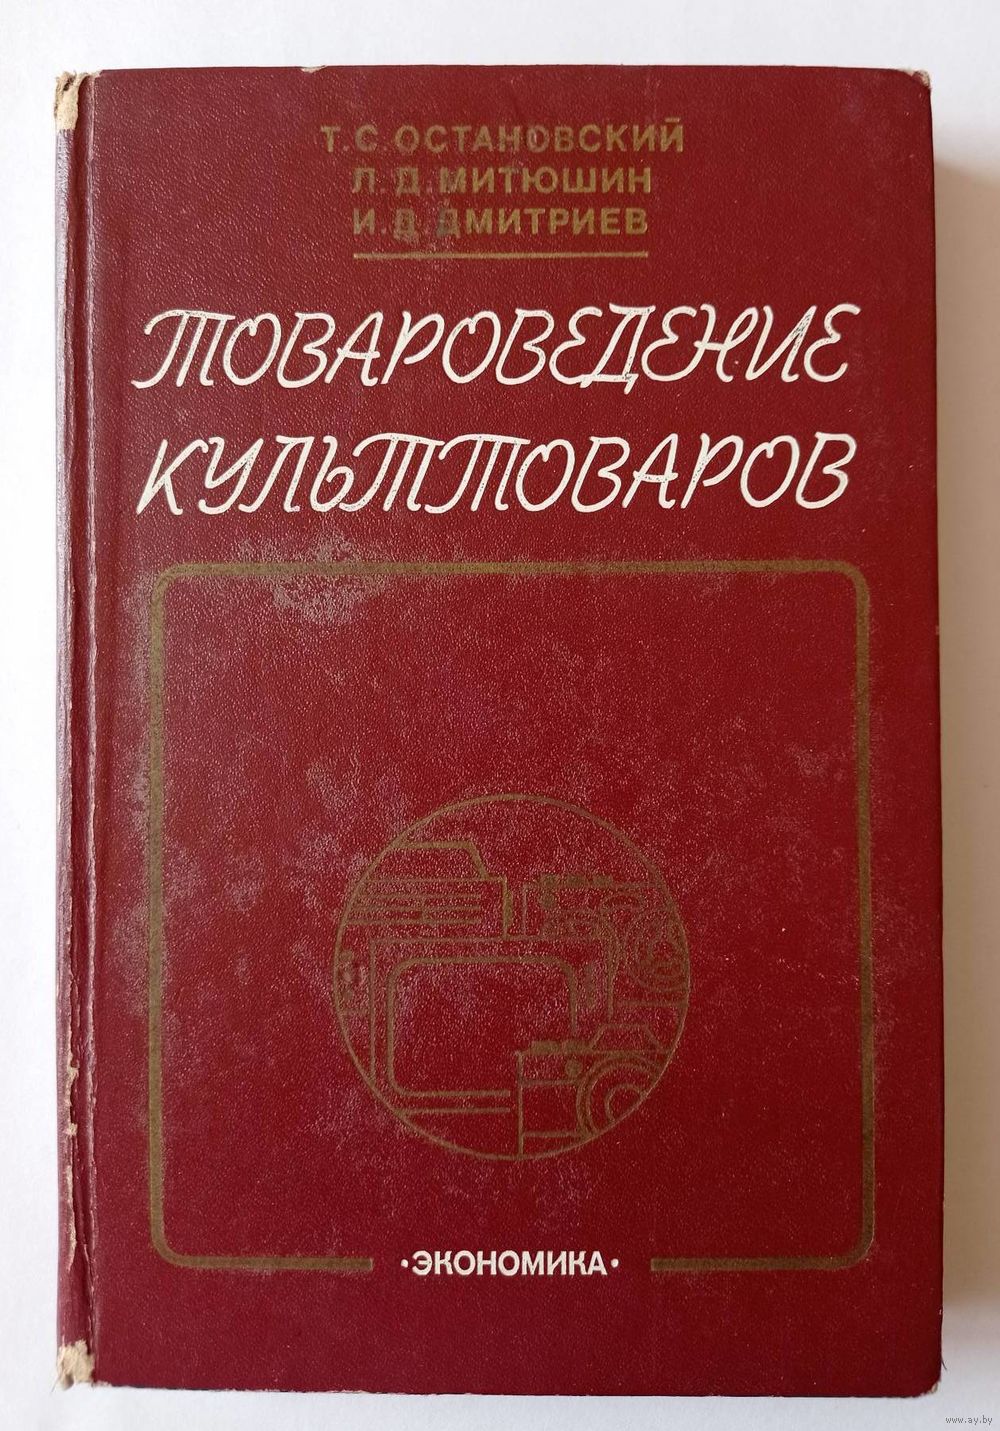 Т.С. ОСТАНОВСКИЙ
Л.Д. МИТЮШИН
И.Д. ДМИТРИЕВ
ТОВАРОВЕДЕНИЕ
КУЛЬТТОВАРОВ
·ЭКОНОМИКА·
www.ay.by